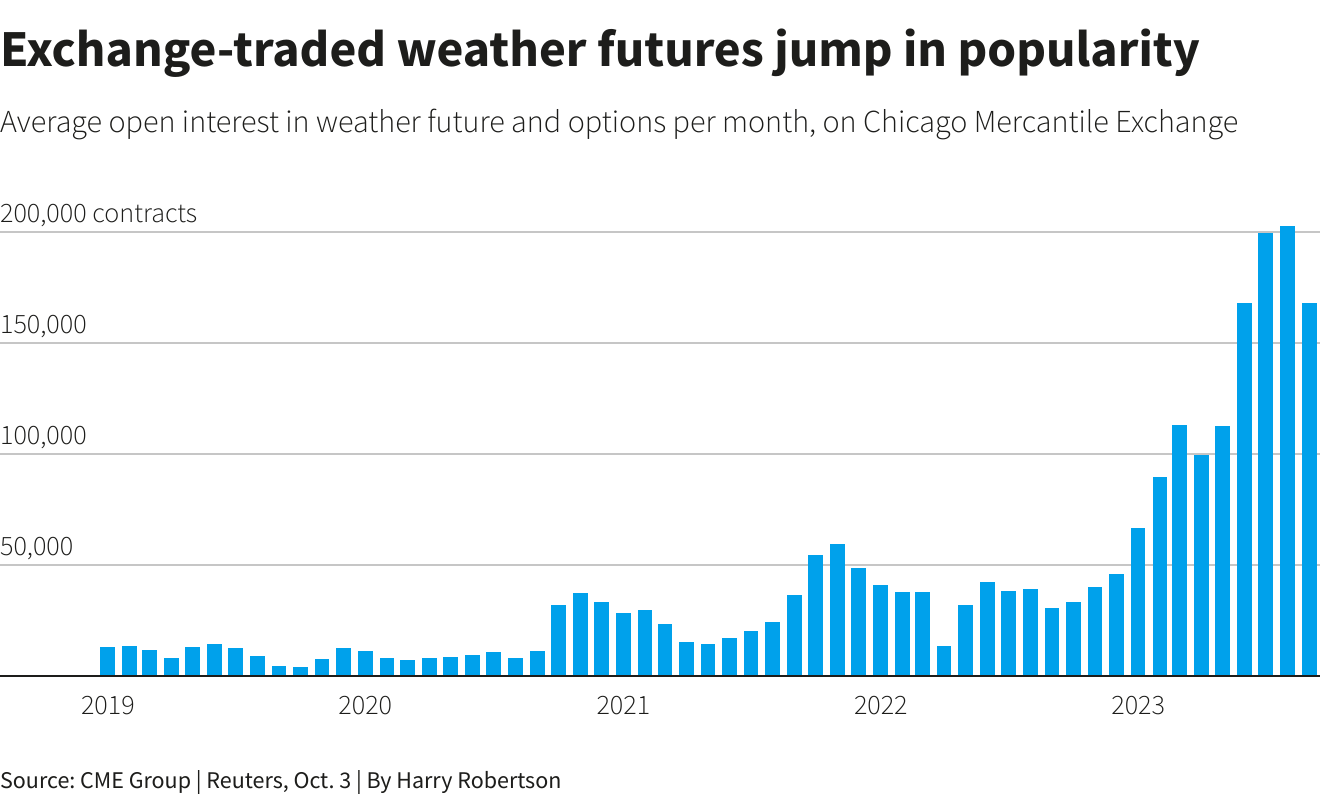 Exchange-traded weather futures jump in popularity
Average open interest in weather future and options per month, on Chicago Mercantile Exchange
200,000 contracts
150,000
100,000
50,000
2019 2020 2021 2022 2023
Source: CME Group | Reuters, Oct. 3 | By Harry Robertson